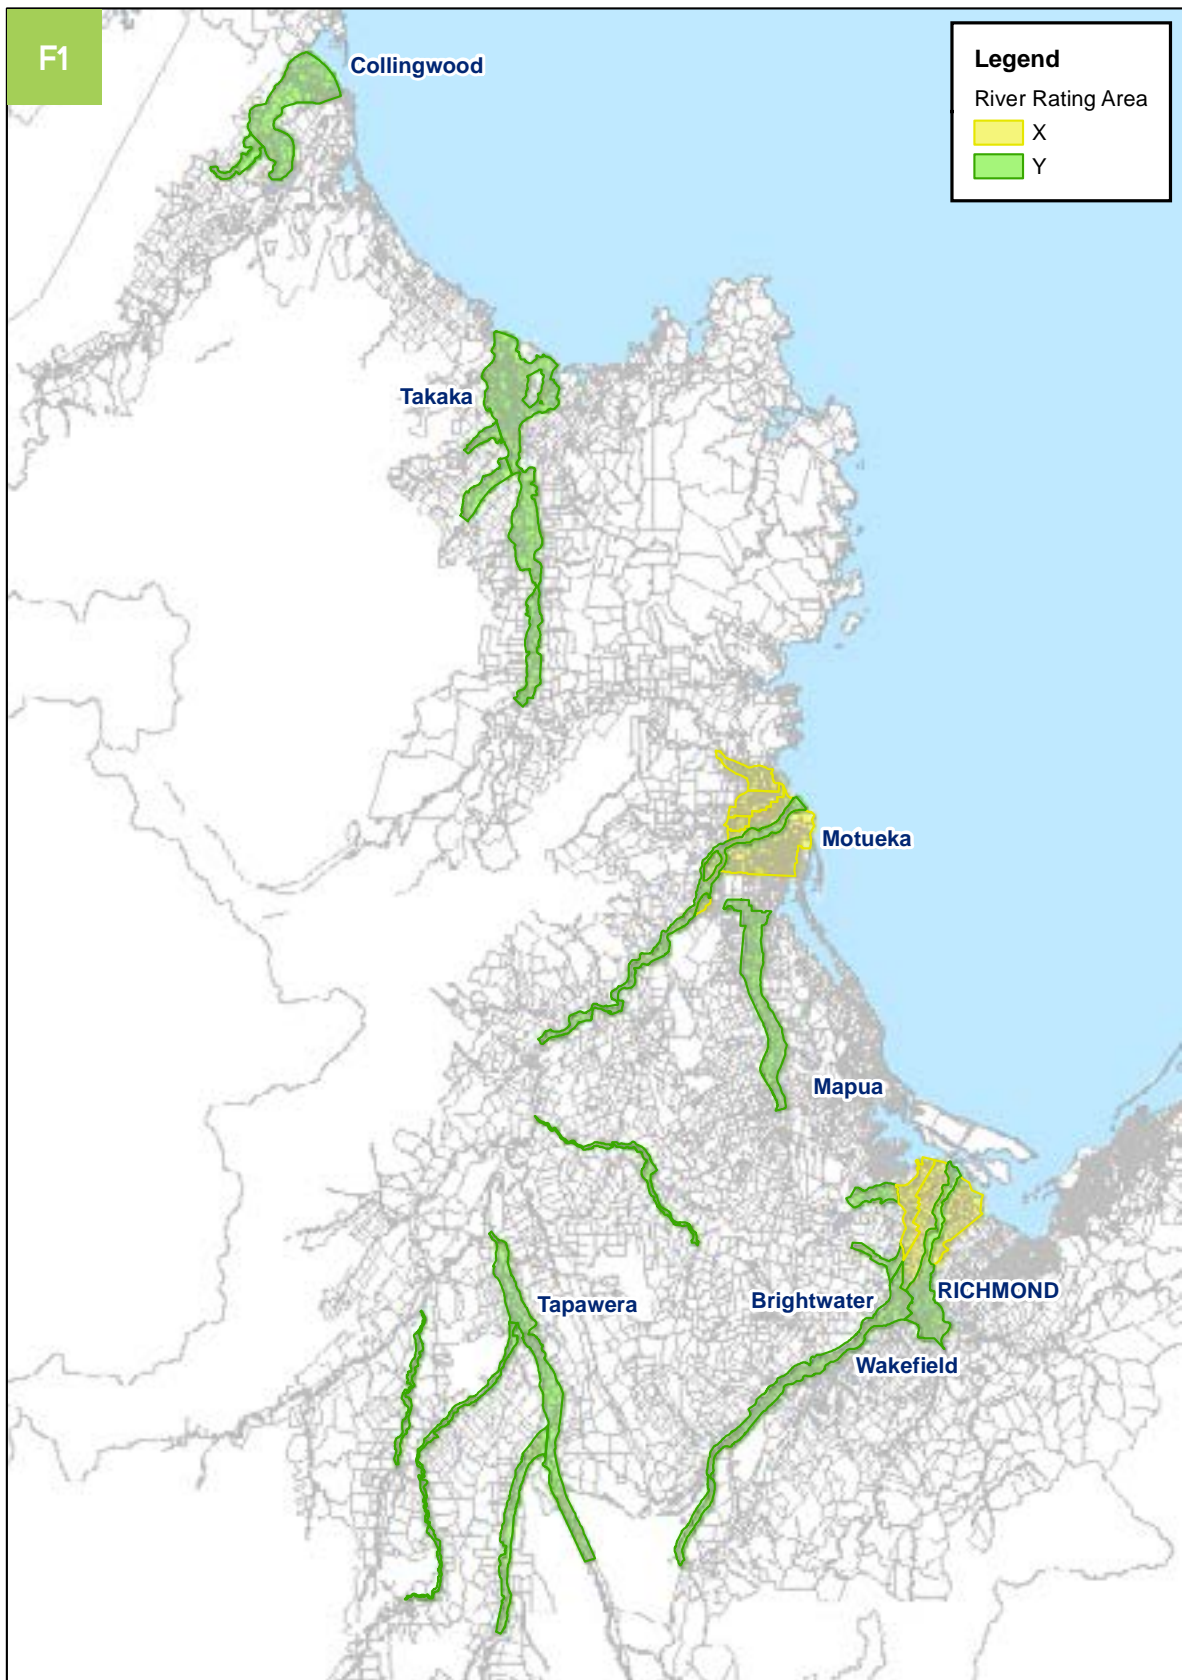 F1
Collingwood
Legend
River Rating Area
X
Y
Takaka
Motueka
Mapua
RICHMOND
Brightwater
Tapawera
Wakefield